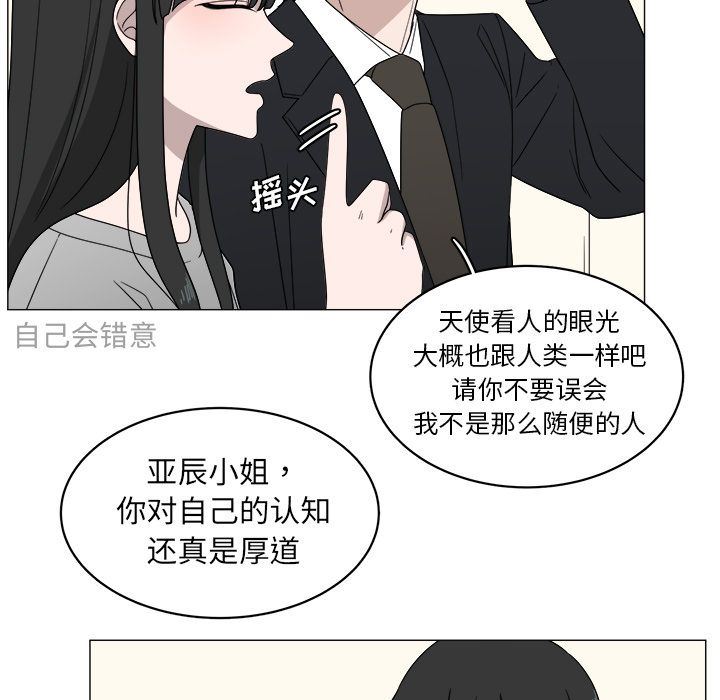 摇头
自己会错意
天使看人的眼光
大概也跟人类一样吧
请你不要误会
我不是那么随便的人
亚辰小姐，
你对自己的认知
还真是厚道